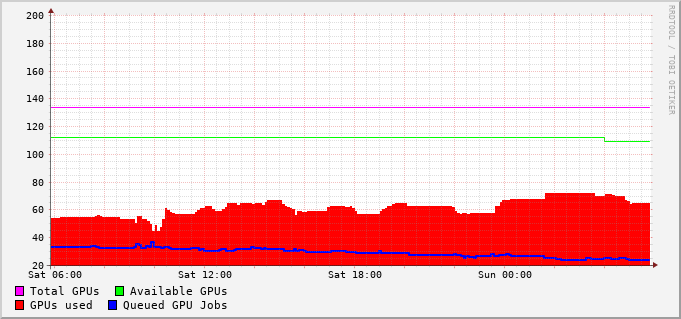 200
180
160
140
120
100
80
60
40
20
Sat 06:00 Sat 12:00 Sat 18:00 Sun 00:00
Total GPUs Available GPUs
GPUs used Queued GPU Jobs
RRDTOOL / TOBI OETIKER